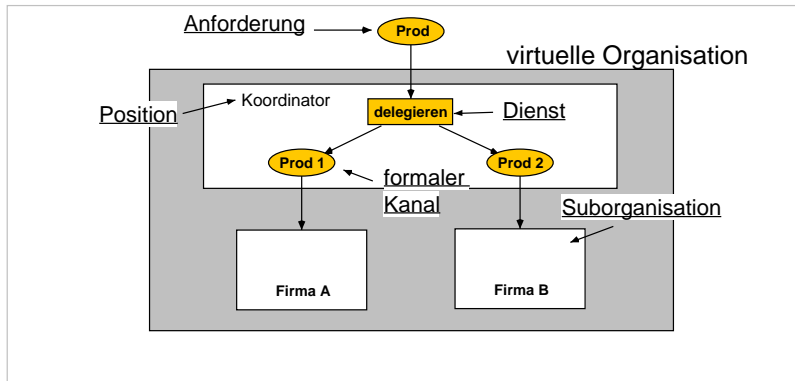 Anforderung
Prod
virtuelle Organisation
Position
Koordinator
delegieren
Dienst
Prod 1
Prod 2
formaler
Kanal
Suborganisation
Firma A
Firma B